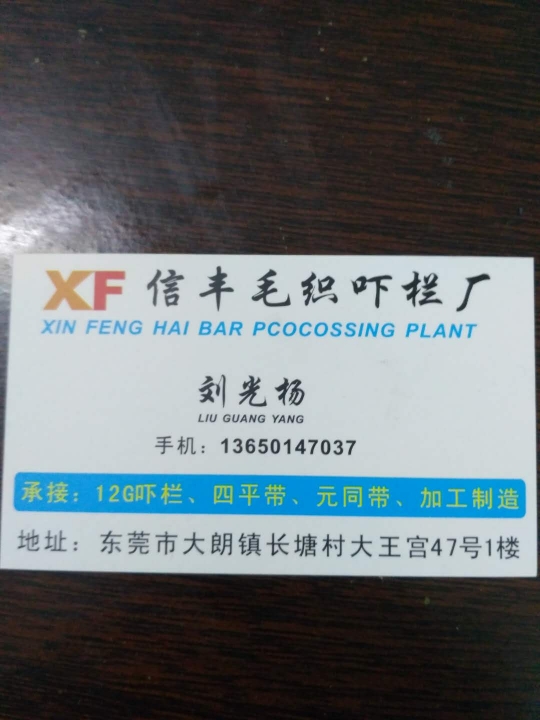 XF 信丰毛织吓栏厂
XIN FENG HAI BAR PCOCOSSING PLANT
刘光杨
LIU GUANG YANG
手机：13650147037
承接：12G吓栏、四平带、元同带、加工制造
地址：东莞市大朗镇长塘村大王宫47号1楼